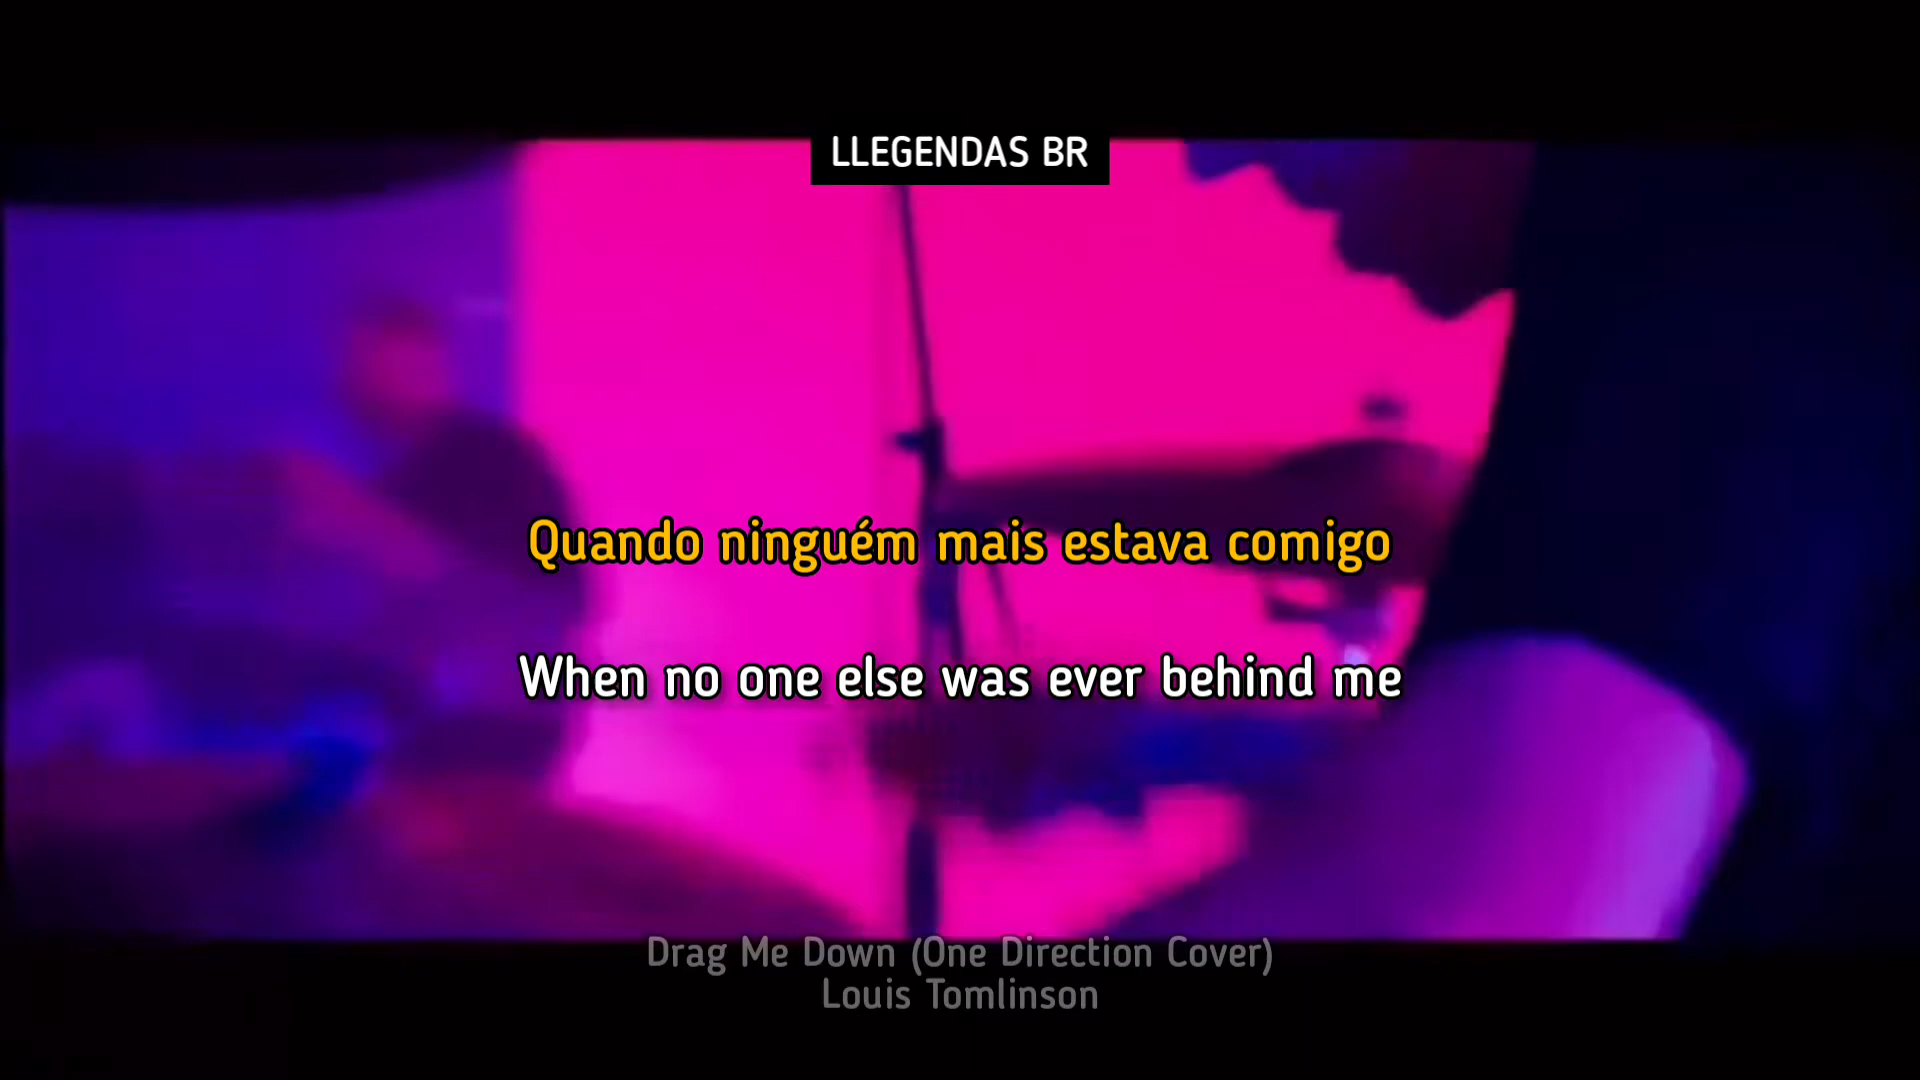 LLEGENDAS BR
Quando ninguém mais estava comigo
When no one else was ever behind me
Drag Me Down (One Direction Cover)
Louis Tomlinson